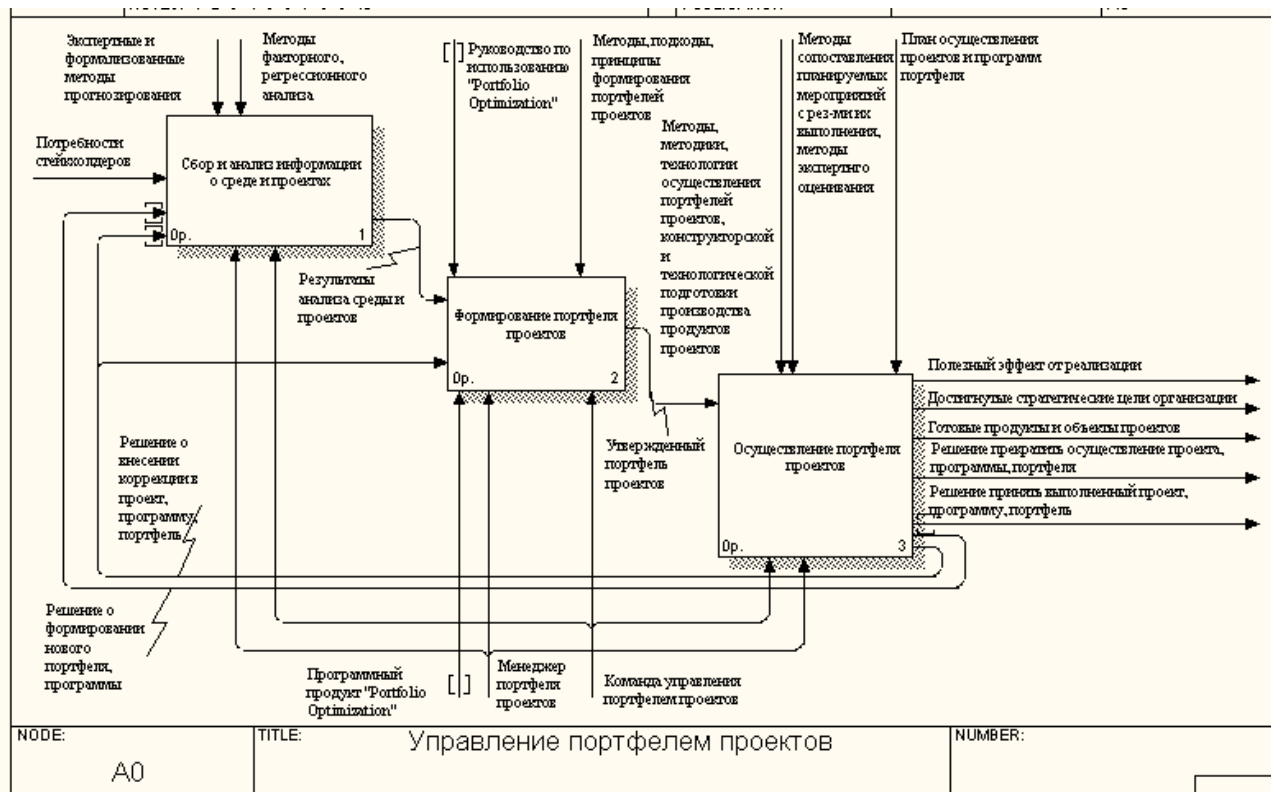 Экспертные и
формализованные
методы
прогнозирования
Методы
факторного,
регрессионного
анализа
Руководство по
использованию
"Portfolio
Optimization"
Методы, подходы,
принципы
формирования
портфелей
проектов
Методы
сопоставления
планируемых
мероприятий
с рез-ми их
выполнения,
методы
экспертнго
оценивания
План осуществления
проектов и программ
портфеля
Потребности
стейкхолдеров
Сбор и анализ информации
о среде и проектах
0р.
1
Методы,
методики,
технологии
осуществления
портфелей
проектов,
конструкторской
и
технологической
подготовки
производства
продуктов
проектов
Результаты
анализа среды и
проектов
Формирование портфеля
проектов
0р.
2
Утвержденный
портфель
проектов
Осуществление портфеля
проектов
0р.
3
Полезный эффект от реализации
Достигнутые стратегические цели организации
Готовые продукты и объекты проектов
Решение прекратить осуществление проекта,
программы, портфеля
Решение принять выполненный проект,
программу, портфель
Решение о
внесении
коррекции в
проект,
программу,
портфель
Решение о
формировании
нового
портфеля,
программы
Программный
продукт "Portfolio
Optimization"
Менеджер
портфеля
проектов
Команда управления
портфелем проектов
NODE:
A0
TITLE:
Управление портфелем проектов
NUMBER: